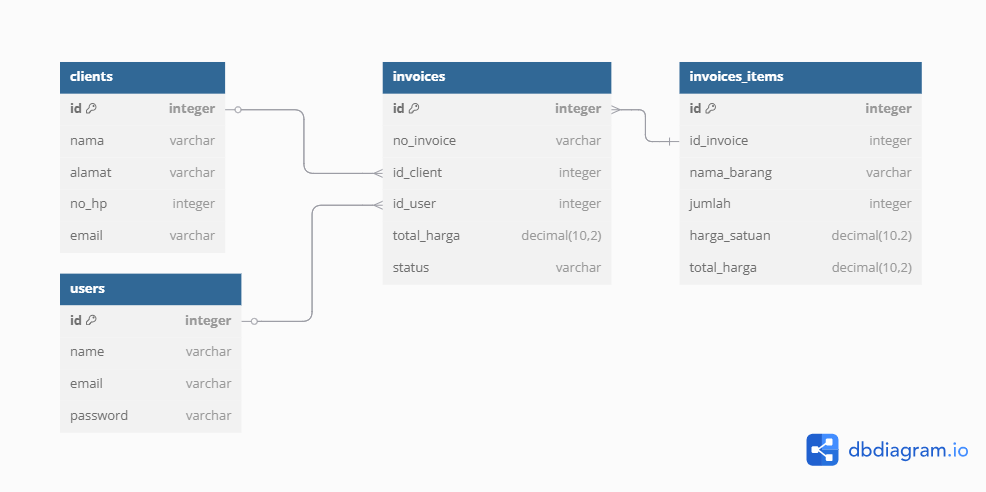 clients
id integer
nama varchar
alamat varchar
no_hp integer
email varchar
users
id integer
name varchar
email varchar
password varchar
invoices
id integer
no_invoice varchar
id_client integer
id_user integer
total_harga decimal(10,2)
status varchar
invoices_items
id integer
id_invoice integer
nama_barang varchar
jumlah integer
harga_satuan decimal(10.2)
total_harga decimal(10,2)
dbdiagram.io